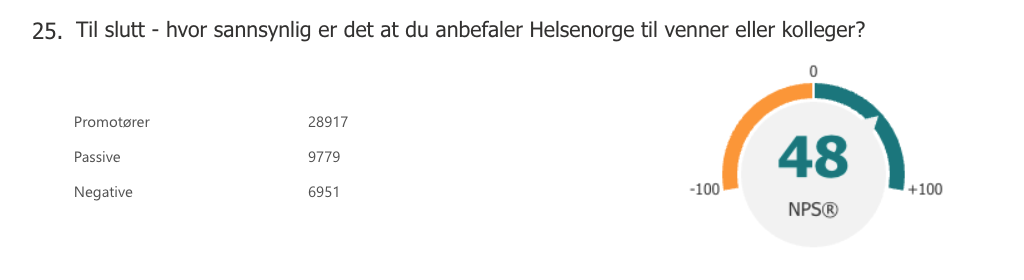 25. Til slutt - hvor sannsynlig er det at du anbefaler Helsenorge til venner eller kolleger?
Promotører 28917
Passive 9779
Negative 6951
0
48
-100 +100
NPS®